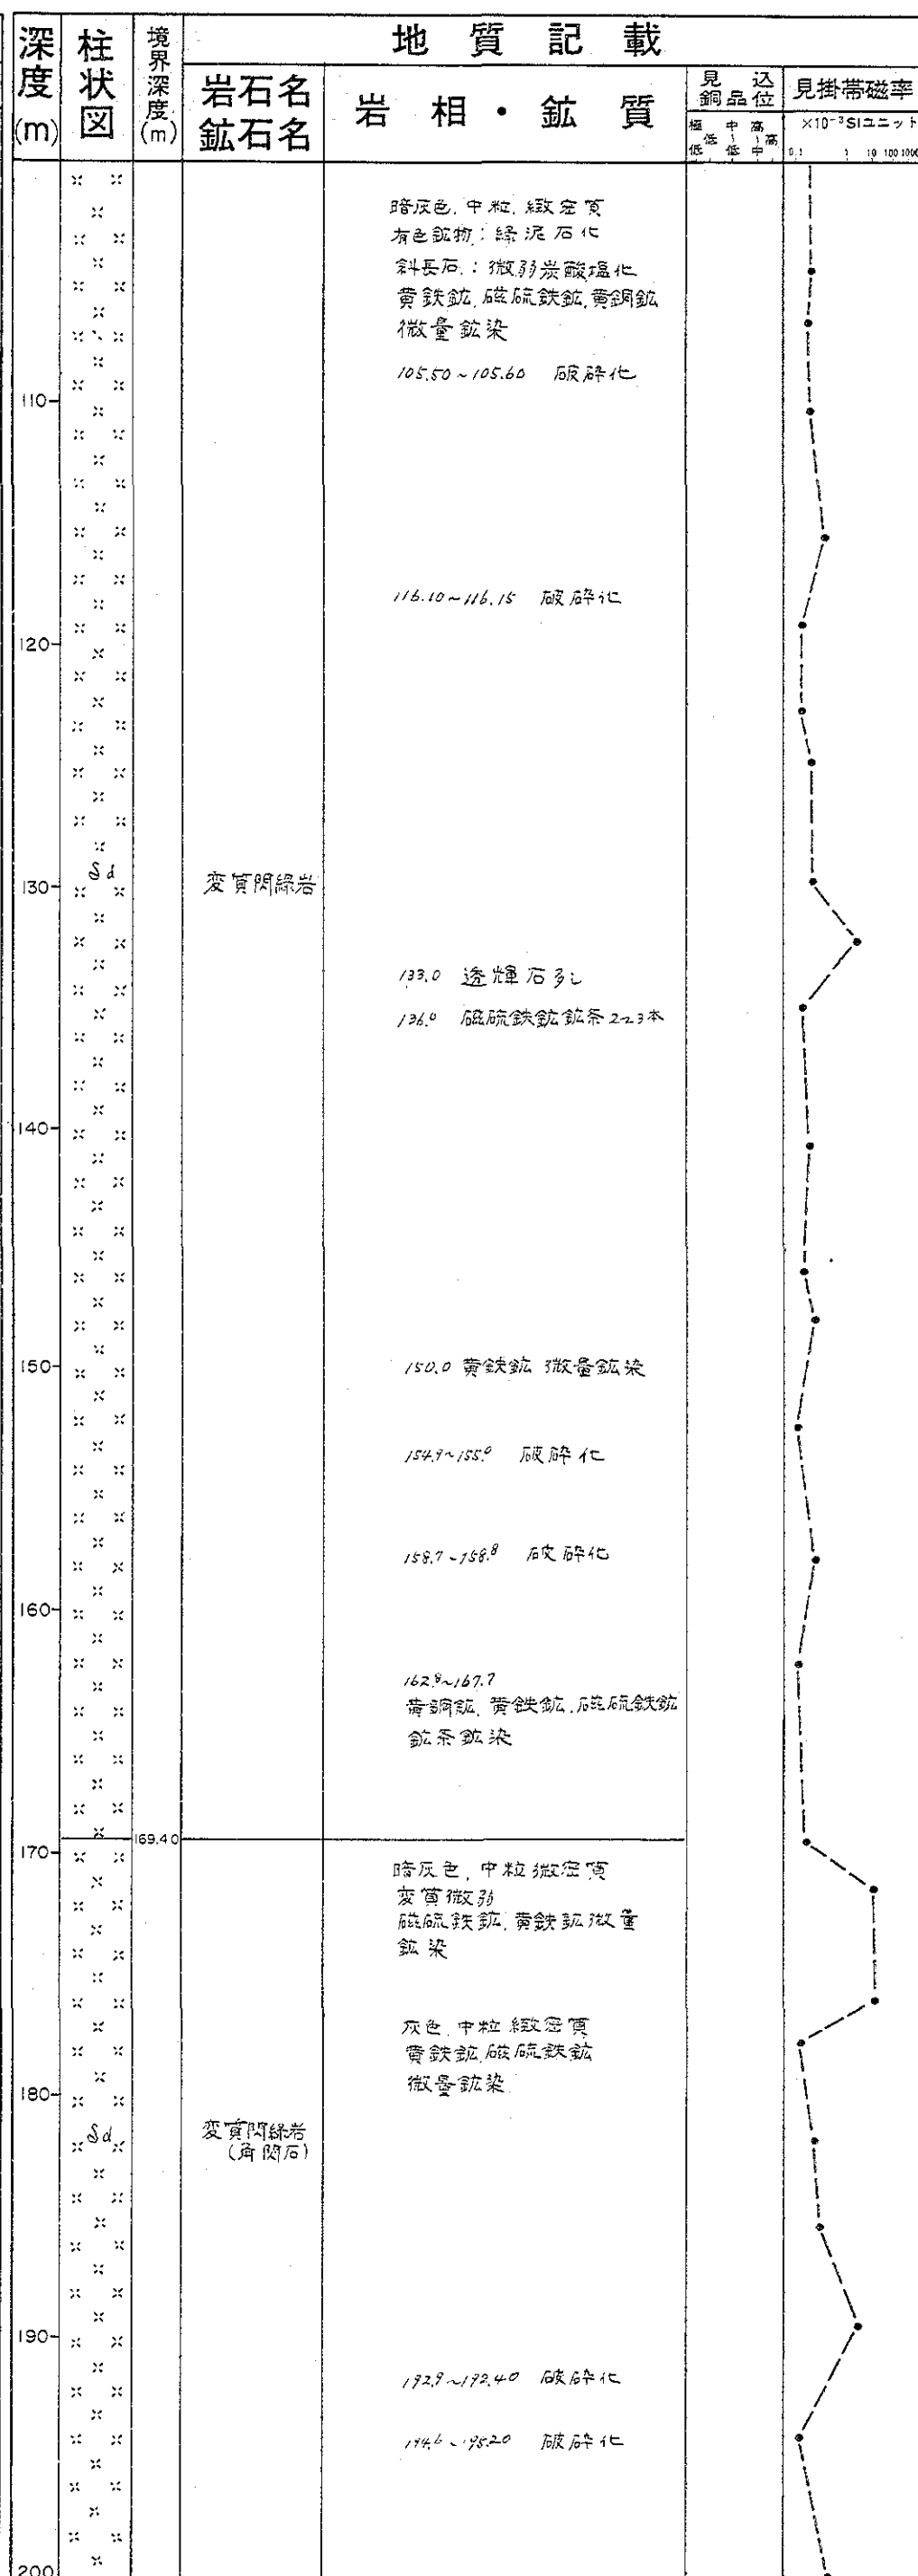 深度(m)
柱状図
境界深度(m)
地質記載
岩石名
鉱石名
岩相・鉱質
見込
銅品位
極低 低 中~低 高~中 高
見掛帯磁率
×10⁻³SIユニット
0.1 1 10 100 1000
暗灰色, 中粒, 緻密質
有色鉱物:緑泥石化
斜長石:微弱炭酸塩化
黄鉄鉱, 磁硫鉄鉱, 黄銅鉱
微量鉱染
105.50~105.60 破砕化
110
116.10~116.15 破砕化
120
δd
130
変質閃緑岩
133.0 透輝石多し
136.0 磁硫鉄鉱鉱条2~3本
140
150
150.0 黄鉄鉱 微量鉱染
154.9~155.0 破砕化
158.7~158.8 破砕化
160
162.8~167.7
黄銅鉱, 黄鉄鉱, 磁硫鉄鉱
鉱条鉱染
169.40
170
暗灰色, 中粒緻密質
変質微弱
磁硫鉄鉱, 黄鉄鉱微量
鉱染
灰色, 中粒緻密質
黄鉄鉱, 磁硫鉄鉱
微量鉱染
180
δd
変質閃緑岩
(角閃石)
190
破砕化
破砕化
200